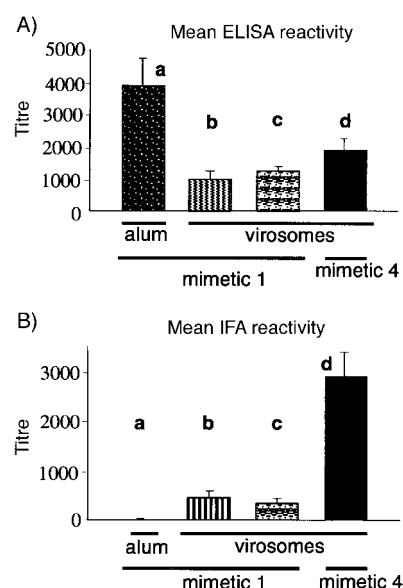 A)
Mean ELISA reactivity
5000
4000
3000
2000
1000
0
Titre
a
b
c
d
alum
virosomes
mimetic 1
mimetic 4
B)
Mean IFA reactivity
3000
2000
1000
0
Titre
a
b
c
d
alum
virosomes
mimetic 1
mimetic 4